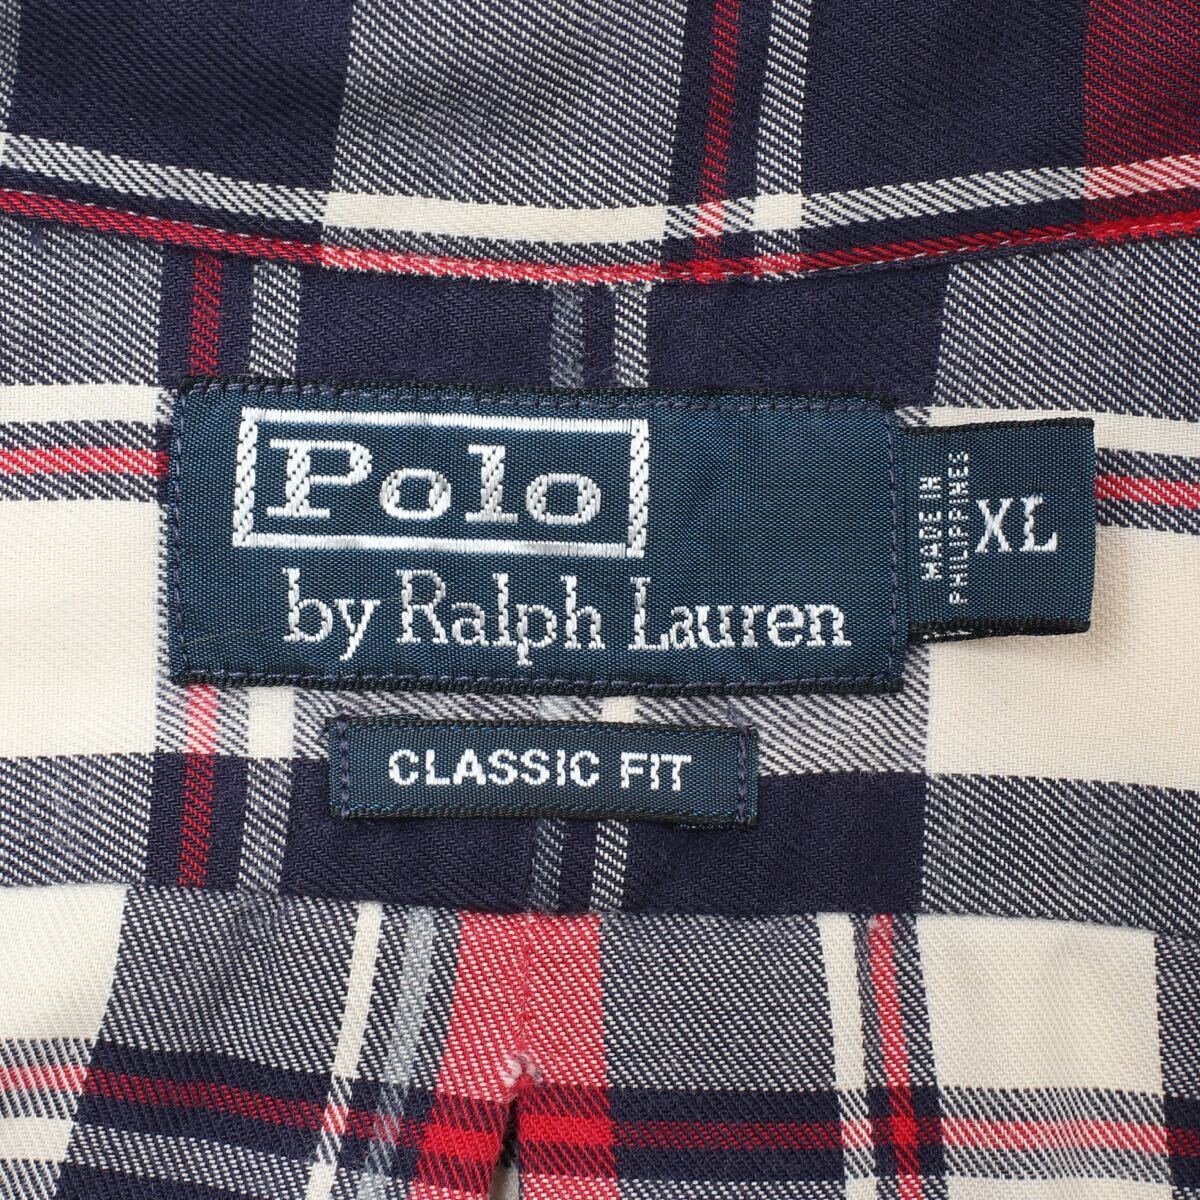 Polo
by Ralph Lauren
MADE IN
PHILIPPINES
XL
CLASSIC FIT